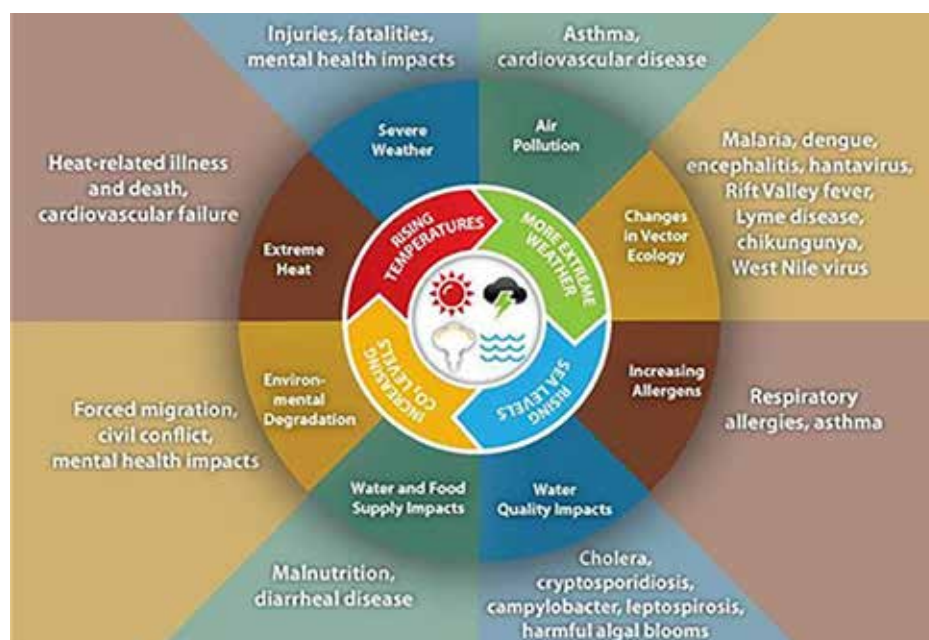 Injuries, fatalities,
mental health impacts
Asthma,
cardiovascular disease
Severe
Weather
Air
Pollution
Heat-related illness
and death,
cardiovascular failure
Malaria, dengue,
encephalitis, hantavirus,
Rift Valley fever,
Lyme disease,
chikungunya,
West Nile virus
Extreme
Heat
RISING
TEMPERATURES
MORE EXTREME
WEATHER
Changes
in Vector
Ecology
Environ-
mental
Degradation
INCREASING
CO₂ LEVELS
RISING
SEA LEVELS
Increasing
Allergens
Forced migration,
civil conflict,
mental health impacts
Respiratory
allergies, asthma
Water and Food
Supply Impacts
Water
Quality Impacts
Malnutrition,
diarrheal disease
Cholera,
cryptosporidiosis,
campylobacter, leptospirosis,
harmful algal blooms